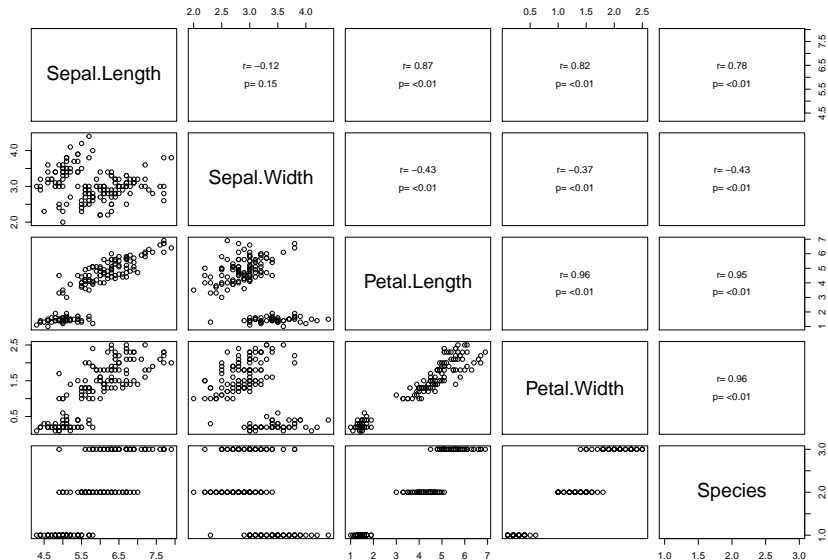 2.0 2.5 3.0 3.5 4.0
0.5 1.0 1.5 2.0 2.5
Sepal.Length
r= −0.12
p= 0.15
r= 0.87
p= <0.01
r= 0.82
p= <0.01
r= 0.78
p= <0.01
4.5 5.5 6.5 7.5
2.0 3.0 4.0
Sepal.Width
r= −0.43
p= <0.01
r= −0.37
p= <0.01
r= −0.43
p= <0.01
Petal.Length
r= 0.96
p= <0.01
r= 0.95
p= <0.01
1 2 3 4 5 6 7
0.5 1.5 2.5
Petal.Width
r= 0.96
p= <0.01
Species
1.0 2.0 3.0
4.5 5.5 6.5 7.5
1 2 3 4 5 6 7
1.0 1.5 2.0 2.5 3.0